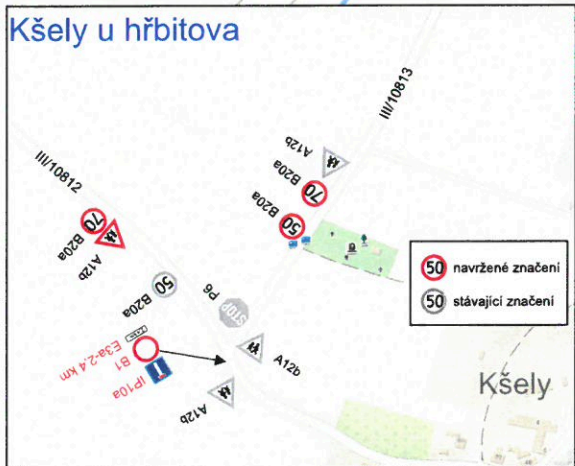 Kšely u hřbitova
III/10813
A12b
70 B20a
III/10812
50 B20a
70 B20a
A12b
50 navržené značení
50 B20a
50 stávající značení
P6
STOP
E3a-2,4 km
B1
IP10a
A12b
A12b
Kšely